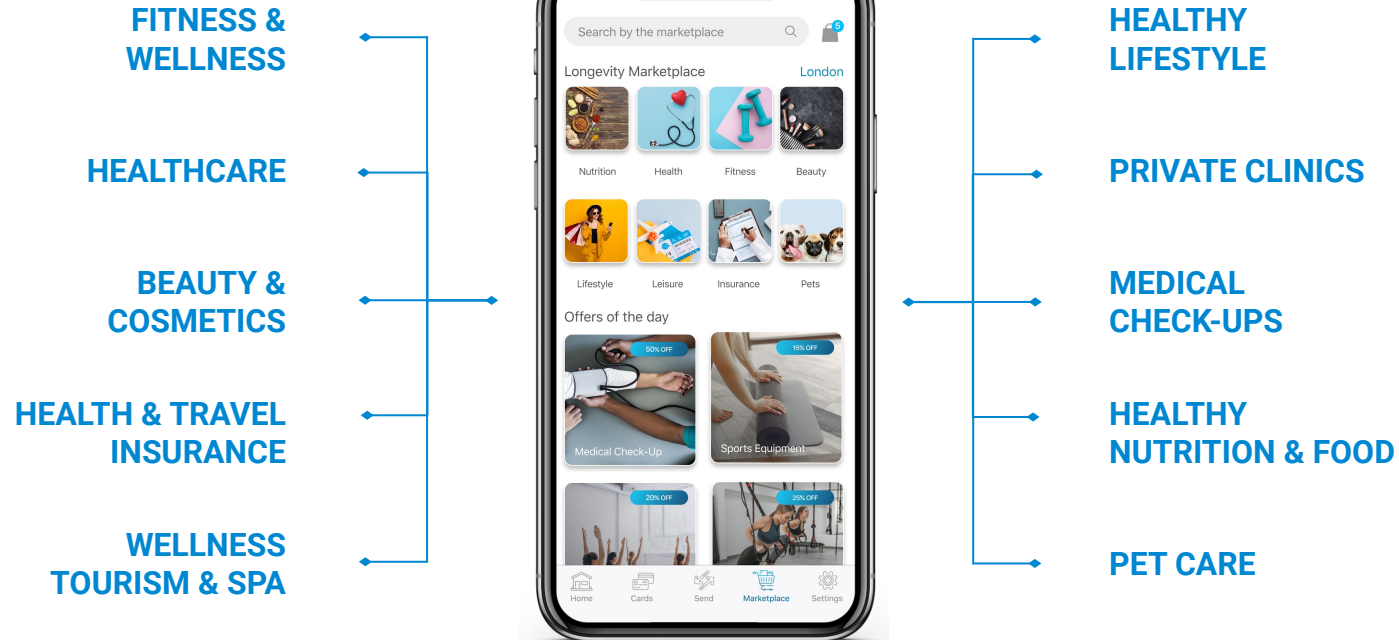 FITNESS &
WELLNESS
HEALTHCARE
BEAUTY &
COSMETICS
HEALTH & TRAVEL
INSURANCE
WELLNESS
TOURISM & SPA
Search by the marketplace
5
Longevity Marketplace
London
Nutrition
Health
Fitness
Beauty
Lifestyle
Leisure
Insurance
Pets
Offers of the day
50% OFF
Medical Check-Up
15% OFF
Sports Equipment
20% OFF
25% OFF
Home
Cards
Send
Marketplace
Settings
HEALTHY
LIFESTYLE
PRIVATE CLINICS
MEDICAL
CHECK-UPS
HEALTHY
NUTRITION & FOOD
PET CARE